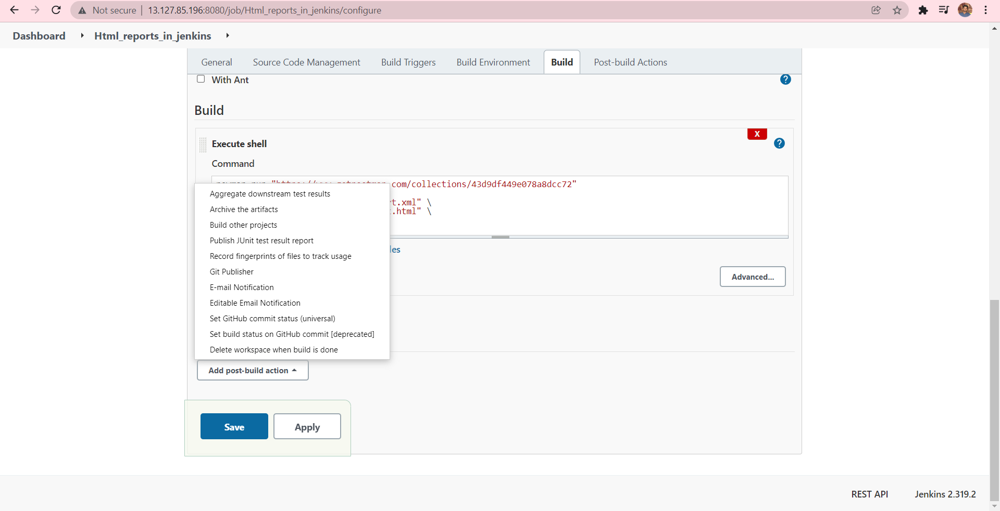 Not secure | 13.127.85.196:8080/job/Html_reports_in_jenkins/configure
Dashboard Html_reports_in_jenkins
General Source Code Management Build Triggers Build Environment Build Post-build Actions
With Ant ?
Build
X
Execute shell ?
Command
com/collections/43d9df449e078a8dcc72"
t.xml" \
.html" \
les
Advanced...
Aggregate downstream test results
Archive the artifacts
Build other projects
Publish JUnit test result report
Record fingerprints of files to track usage
Git Publisher
E-mail Notification
Editable Email Notification
Set GitHub commit status (universal)
Set build status on GitHub commit [deprecated]
Delete workspace when build is done
Add post-build action
Save Apply
REST API Jenkins 2.319.2